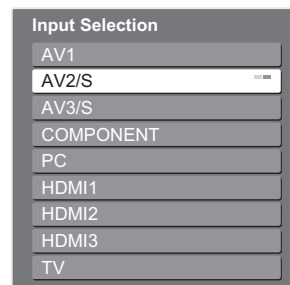 Input Selection
AV1
AV2/S
AV3/S
COMPONENT
PC
HDMI1
HDMI2
HDMI3
TV